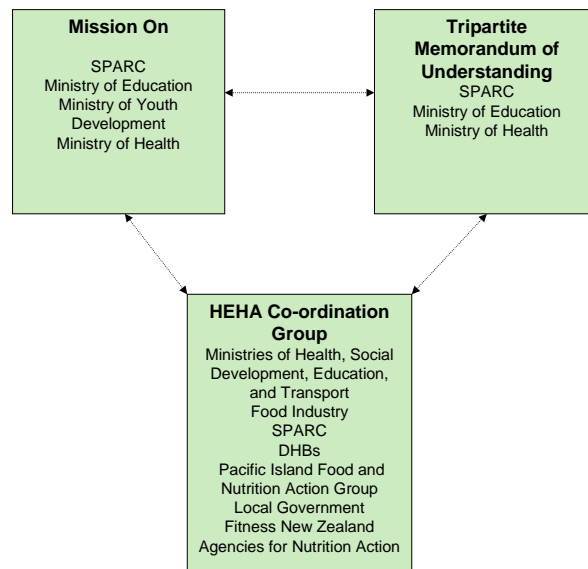 Mission On
SPARC
Ministry of Education
Ministry of Youth
Development
Ministry of Health
Tripartite
Memorandum of
Understanding
SPARC
Ministry of Education
Ministry of Health
HEHA Co-ordination
Group
Ministries of Health, Social
Development, Education,
and Transport
Food Industry
SPARC
DHBs
Pacific Island Food and
Nutrition Action Group
Local Government
Fitness New Zealand
Agencies for Nutrition Action